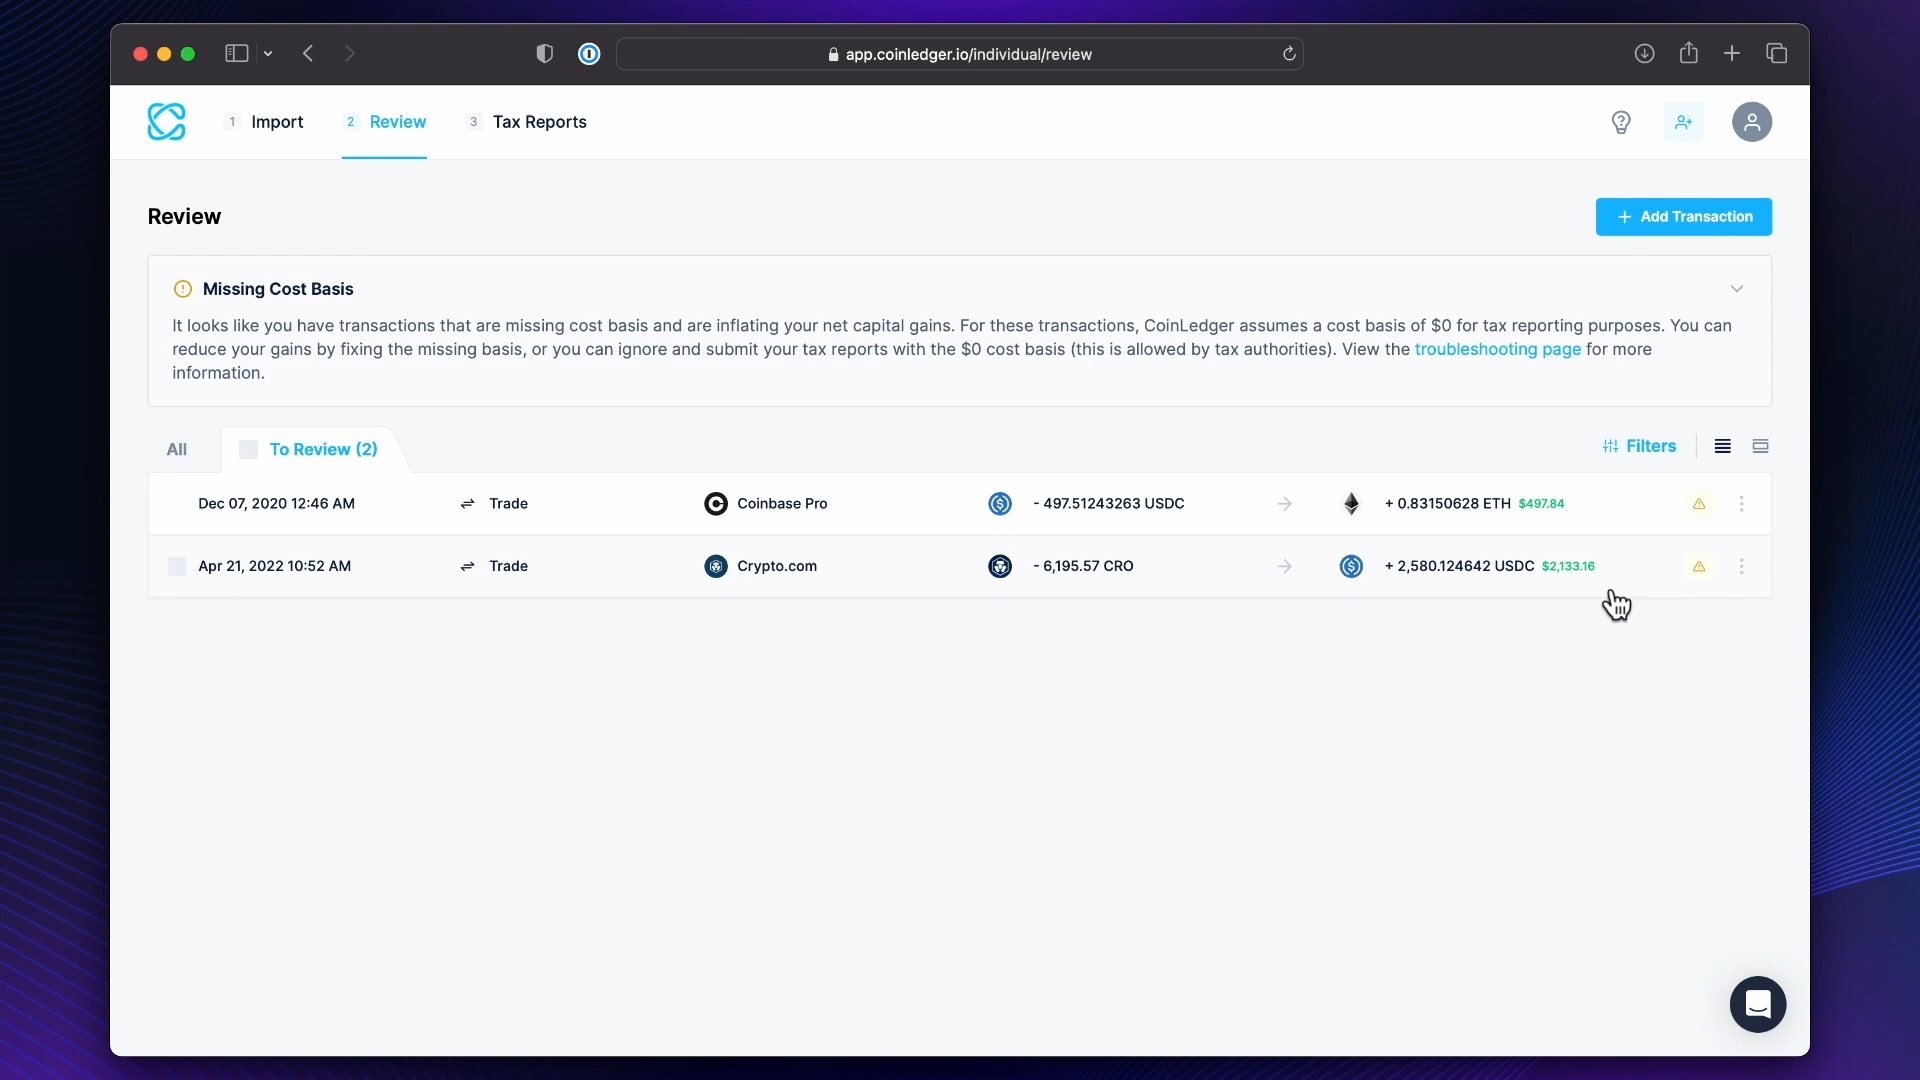 app.coinledger.io/individual/review
1 Import 2 Review 3 Tax Reports
Review
+ Add Transaction
Missing Cost Basis
It looks like you have transactions that are missing cost basis and are inflating your net capital gains. For these transactions, CoinLedger assumes a cost basis of $0 for tax reporting purposes. You can
reduce your gains by fixing the missing basis, or you can ignore and submit your tax reports with the $0 cost basis (this is allowed by tax authorities). View the troubleshooting page for more
information.
All To Review (2) Filters
Dec 07, 2020 12:46 AM Trade Coinbase Pro - 497.51243263 USDC + 0.83150628 ETH $497.84
Apr 21, 2022 10:52 AM Trade Crypto.com - 6,195.57 CRO + 2,580.124642 USDC $2,133.16